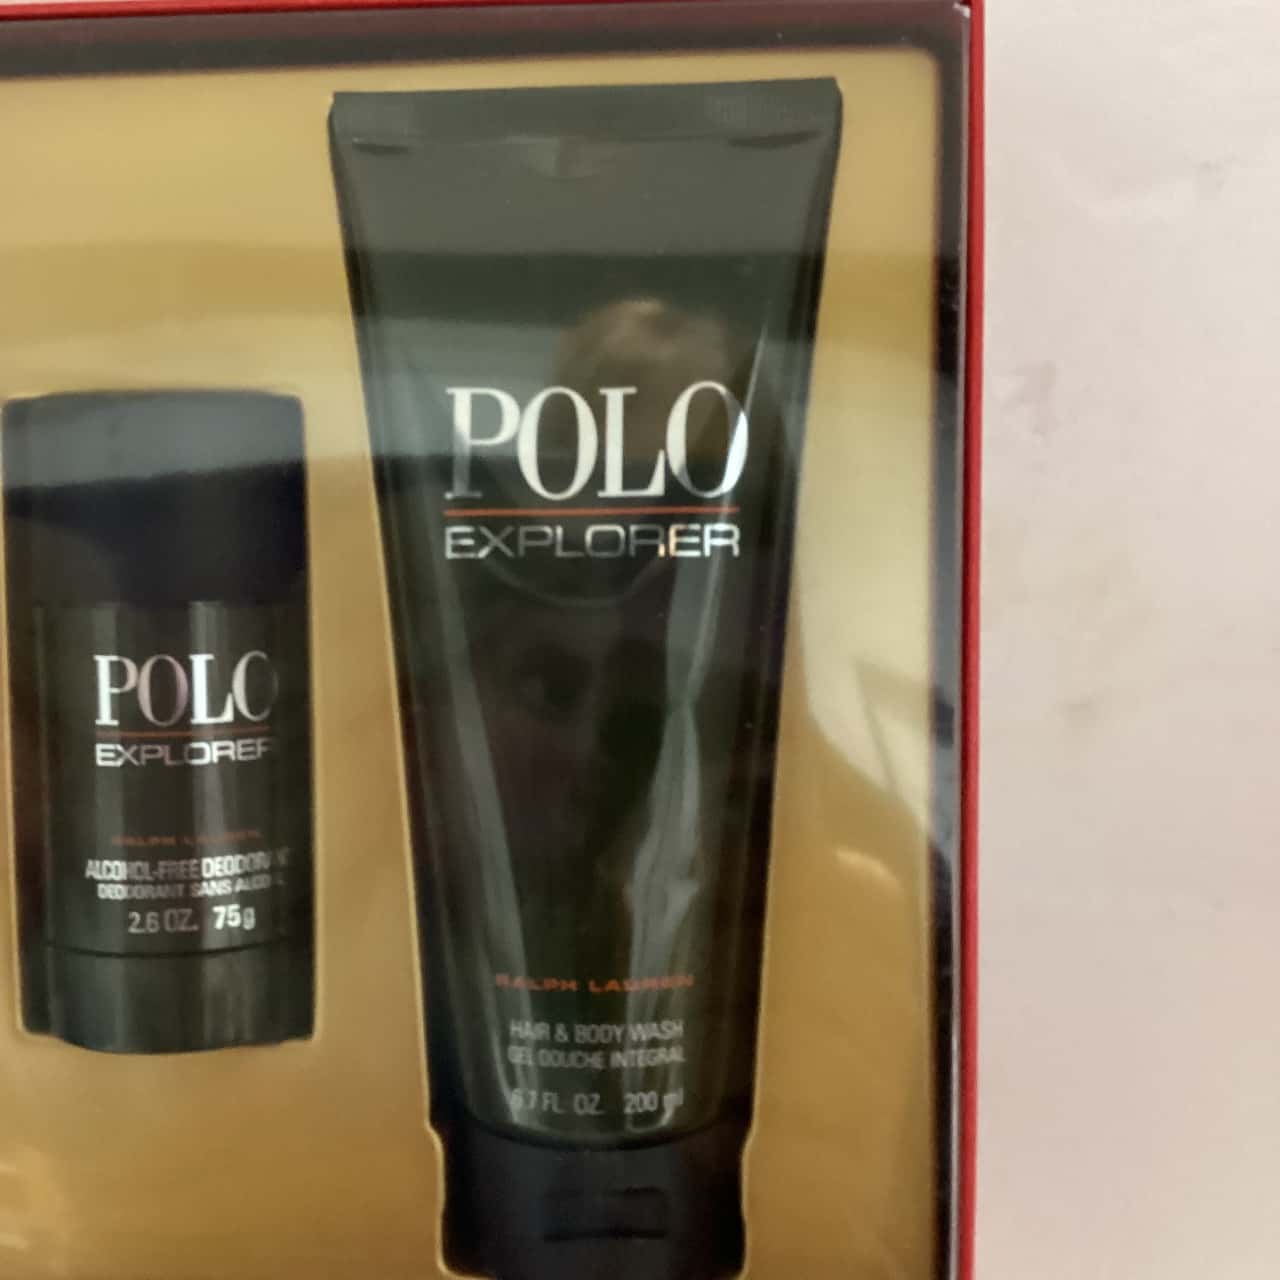 POLO
EXPLORER
RALPH LAUREN
ALCOHOL-FREE DEODORANT
DEODORANT SANS ALCOOL
2.6 OZ. 75g
POLO
EXPLORER
RALPH LAUREN
HAIR & BODY WASH
GEL DOUCHE INTEGRAL
6.7 FL. OZ. 200 ml